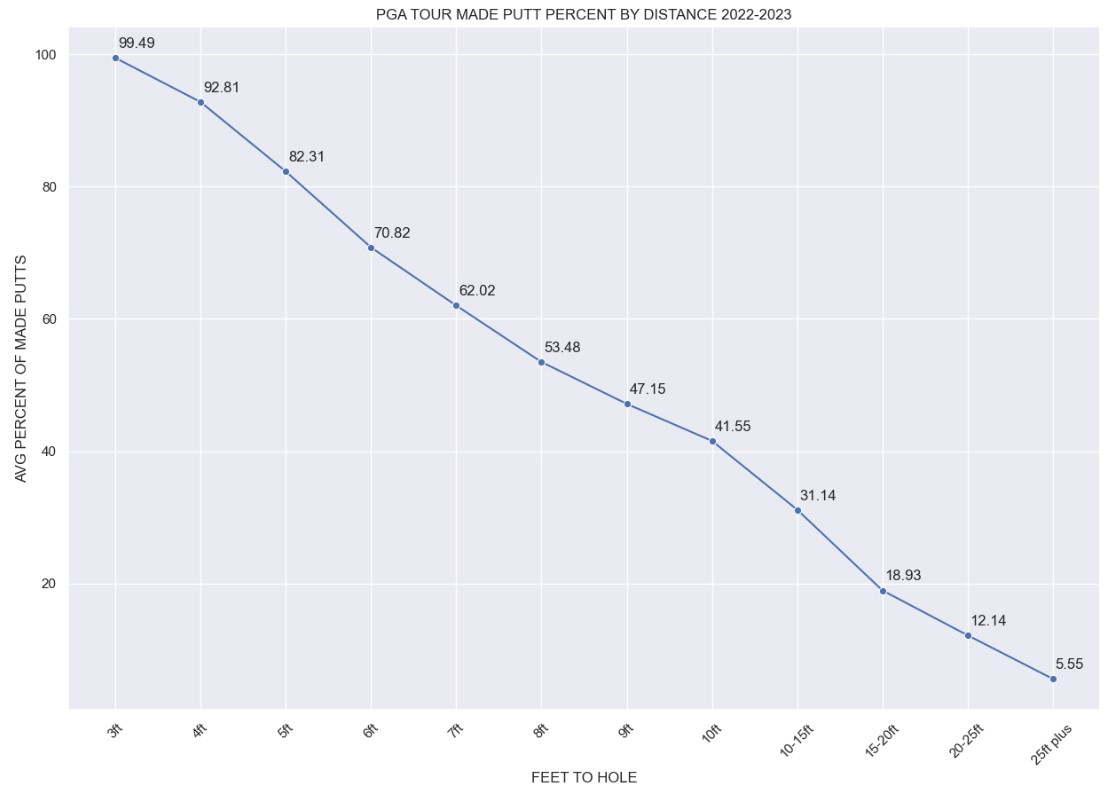 PGA TOUR MADE PUTT PERCENT BY DISTANCE 2022-2023
AVG PERCENT OF MADE PUTTS
100
80
60
40
20
99.49
92.81
82.31
70.82
62.02
53.48
47.15
41.55
31.14
18.93
12.14
5.55
3ft
4ft
5ft
6ft
7ft
8ft
9ft
10ft
10-15ft
15-20ft
20-25ft
25ft plus
FEET TO HOLE